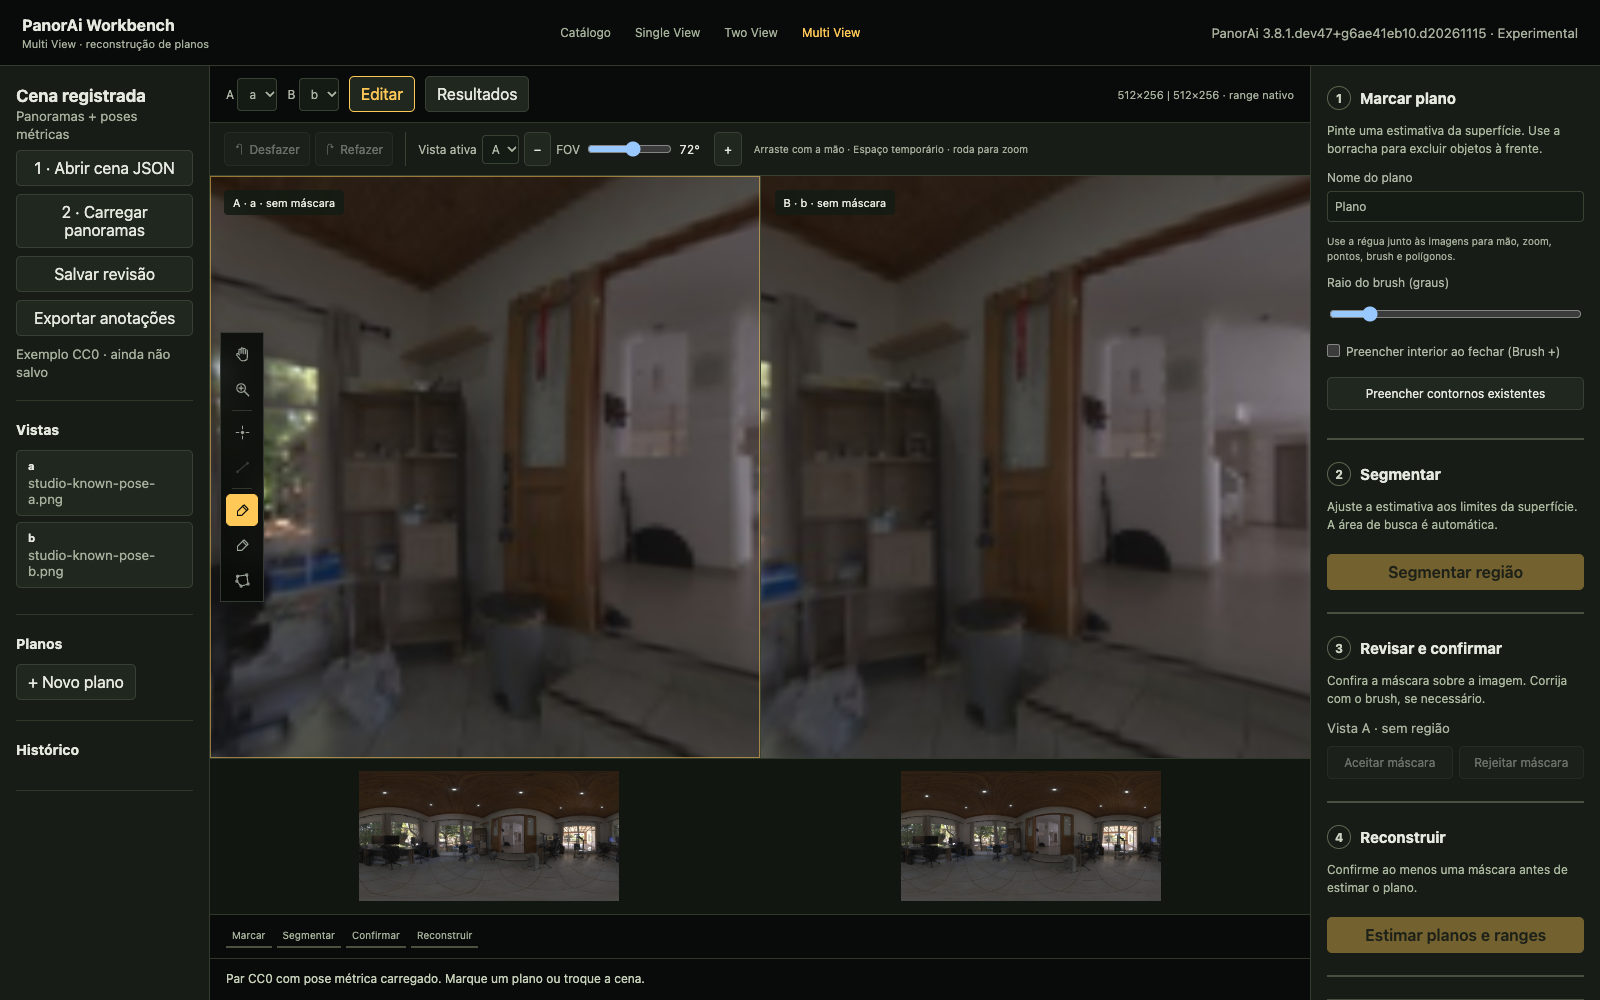 PanorAi Workbench
Multi View · reconstrução de planos
Catálogo
Single View
Two View
Multi View
PanorAi 3.8.1.dev47+g6ae41eb10.d20261115 · Experimental
Cena registrada
Panoramas + poses
métricas
1 · Abrir cena JSON
2 · Carregar
panoramas
Salvar revisão
Exportar anotações
Exemplo CC0 · ainda não
salvo
Vistas
a
studio-known-pose-
a.png
b
studio-known-pose-
b.png
Planos
+ Novo plano
Histórico
A a B b Editar Resultados
512×256 | 512×256 · range nativo
Desfazer Refazer Vista ativa A − FOV 72° + Arraste com a mão · Espaço temporário · roda para zoom
A · a · sem máscara
B · b · sem máscara
Marcar Segmentar Confirmar Reconstruir
Par CC0 com pose métrica carregado. Marque um plano ou troque a cena.
1 Marcar plano
Pinte uma estimativa da superfície. Use a
borracha para excluir objetos à frente.
Nome do plano
Plano
Use a régua junto às imagens para mão, zoom,
pontos, brush e polígonos.
Raio do brush (graus)
Preencher interior ao fechar (Brush +)
Preencher contornos existentes
2 Segmentar
Ajuste a estimativa aos limites da superfície.
A área de busca é automática.
Segmentar região
3 Revisar e confirmar
Confira a máscara sobre a imagem. Corrija
com o brush, se necessário.
Vista A · sem região
Aceitar máscara Rejeitar máscara
4 Reconstruir
Confirme ao menos uma máscara antes de
estimar o plano.
Estimar planos e ranges